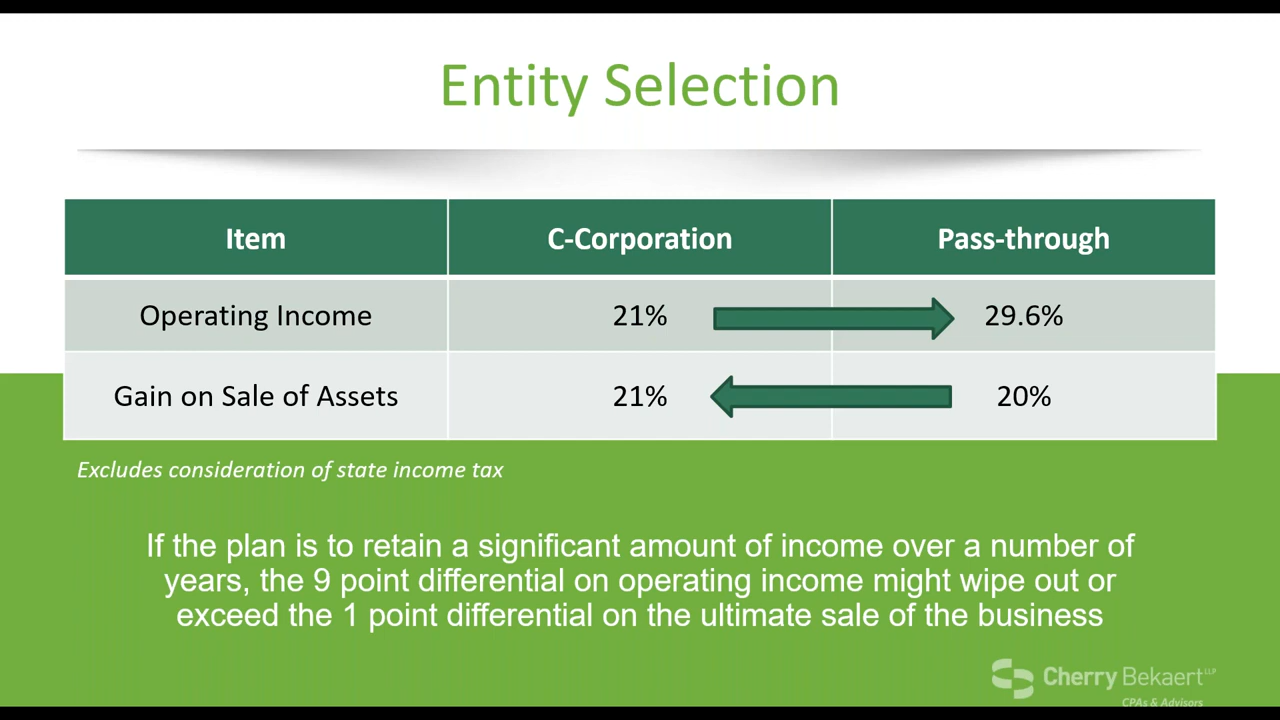 Entity Selection
Item C-Corporation Pass-through
Operating Income 21% 29.6%
Gain on Sale of Assets 21% 20%
Excludes consideration of state income tax
If the plan is to retain a significant amount of income over a number of
years, the 9 point differential on operating income might wipe out or
exceed the 1 point differential on the ultimate sale of the business
Cherry Bekaert LLP
CPAs & Advisors